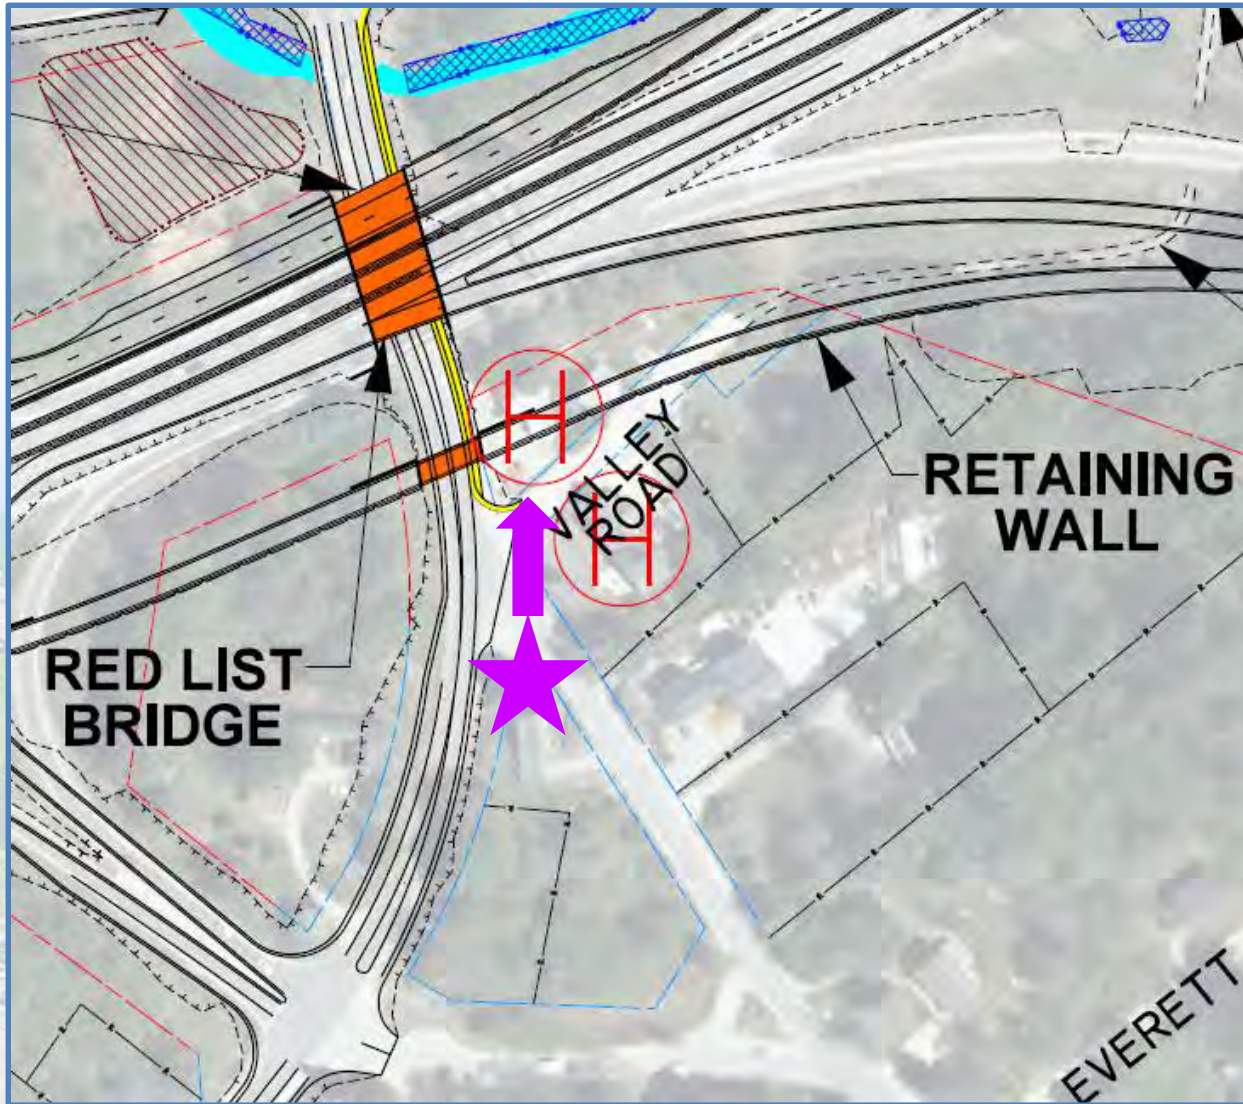 H
VALLEY
ROAD
H
RETAINING
WALL
RED LIST
BRIDGE
EVERETT